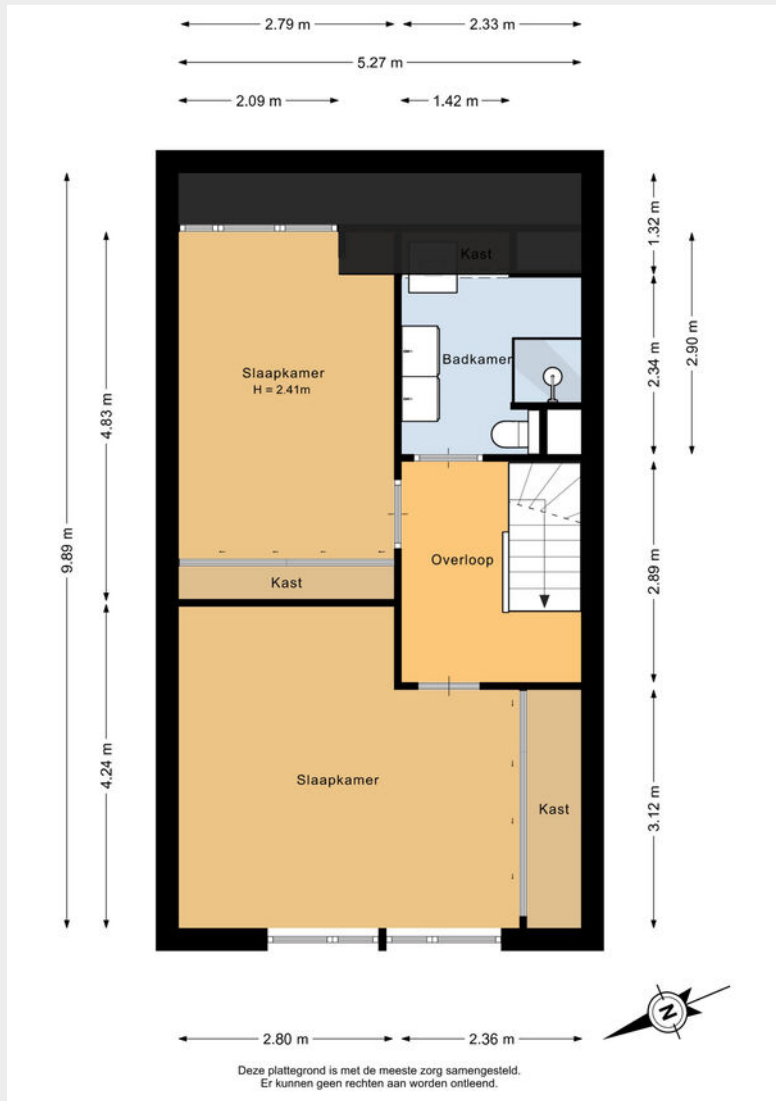 2.79 m
2.33 m
5.27 m
2.09 m
1.42 m
1.32 m
Kast
2.90 m
2.34 m
Badkamer
Slaapkamer
H = 2.41m
4.83 m
9.89 m
Overloop
2.89 m
Kast
4.24 m
Slaapkamer
Kast
3.12 m
N
2.80 m
2.36 m
Deze plattegrond is met de meeste zorg samengesteld.
Er kunnen geen rechten aan worden ontleend.